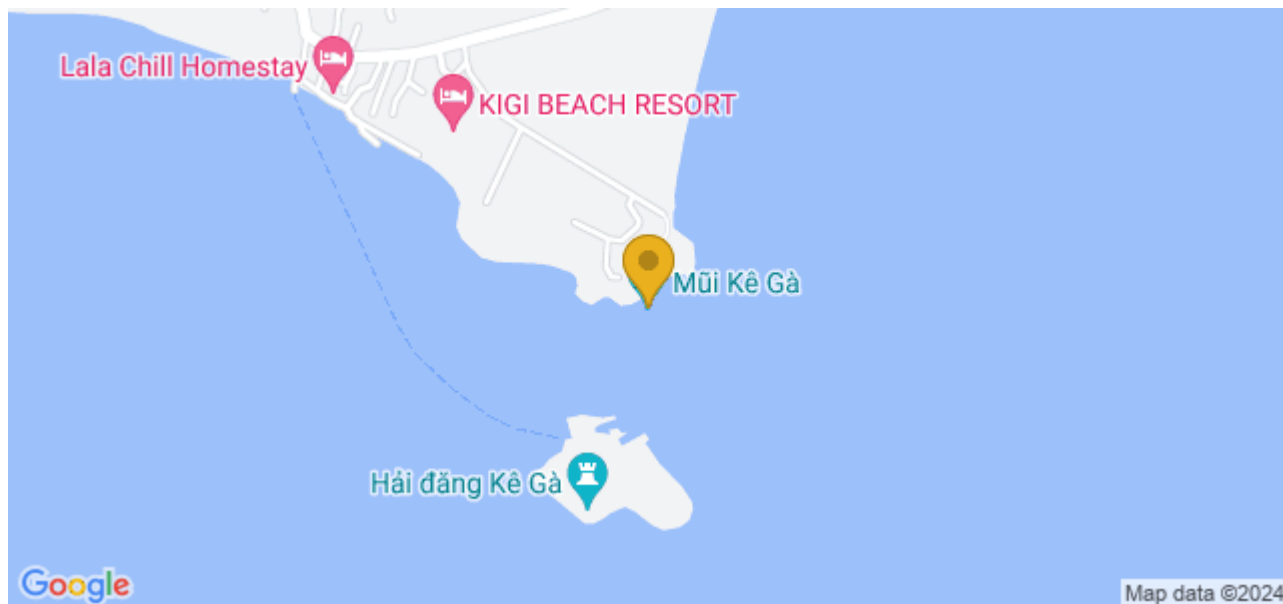 Lala Chill Homestay
KIGI BEACH RESORT
Mũi Kê Gà
Hải đăng Kê Gà
Google
Map data ©2024